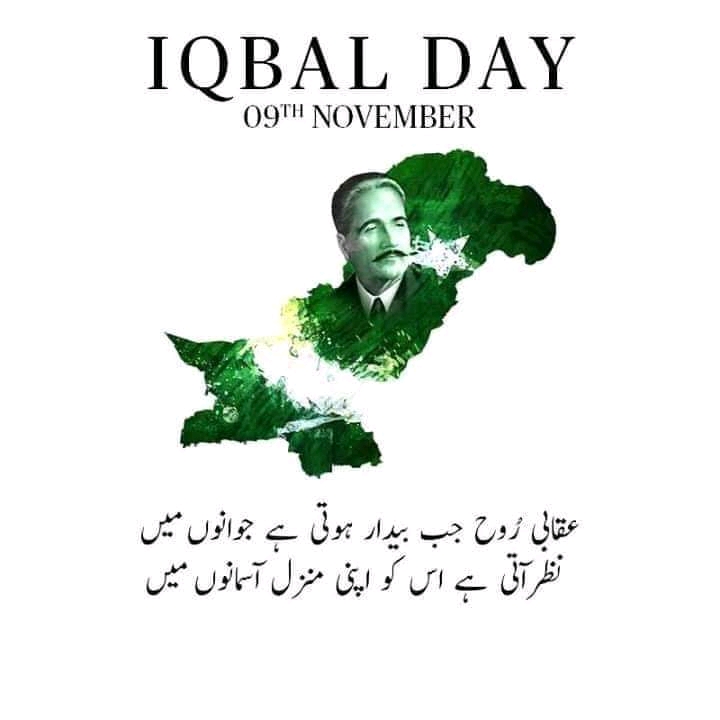 IQBAL DAY
09TH NOVEMBER
عقابی رُوح جب بیدار ہوتی ہے جوانوں میں
نظر آتی ہے اس کو اپنی منزل آسمانوں میں